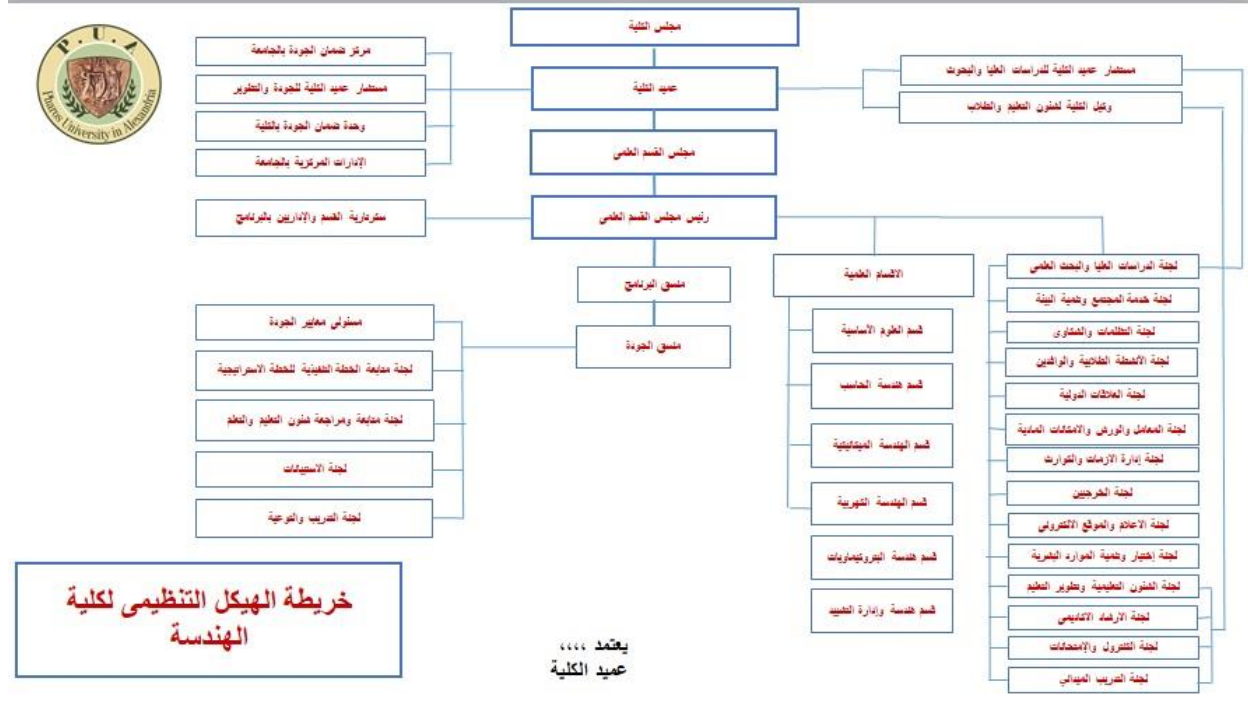 P.U.A
Pharos University in Alexandria
مجلس الكلية
عميد الكلية
مجلس القسم العلمى
رئيس مجلس القسم العلمى
منسق البرنامج
منسق الجودة
مركز ضمان الجودة بالجامعة
مستشار عميد الكلية للجودة والتطوير
وحدة ضمان الجودة بالكلية
الإدارات المركزية بالجامعة
سكرتارية القسم والإداريين بالبرنامج
مستشار عميد الكلية للدراسات العليا والبحوث
وكيل الكلية لشئون التعليم والطلاب
لجنة الدراسات العليا والبحث العلمى
لجنة خدمة المجتمع وتنمية البيئة
لجنة التظلمات والشكاوى
لجنة الأنشطة الطلابية والوافدين
لجنة العلاقات الدولية
لجنة المعامل والورش والامكانات المادية
لجنة إدارة الازمات والكوارث
لجنة الخرجيين
لجنة الاعلام والموقع الالكترونى
لجنة إختيار وتنمية الموارد البشرية
لجنة الشئون التعليمية وتطوير التعليم
لجنة الارشاد الاكاديمى
لجنة الكنترول والإمتحانات
لجنة التدريب الميدالي
الاقسام العلمية
قسم العلوم الأساسية
قسم هندسة الحاسب
قسم الهندسة الميكانيكية
قسم الهندسة الكهربية
قسم هندسة البتروكيماويات
قسم هندسة وإدارة التشييد
مسئولى معايير الجودة
لجنة متابعة الخطة التنفيذية للخطة الاستراتيجية
لجنة متابعة ومراجعة شئون التعليم والتعلم
لجنة الاستبيانات
لجنة التدريب والتوعية
خريطة الهيكل التنظيمى لكلية
الهندسة
يعتمد ،،،،
عميد الكلية